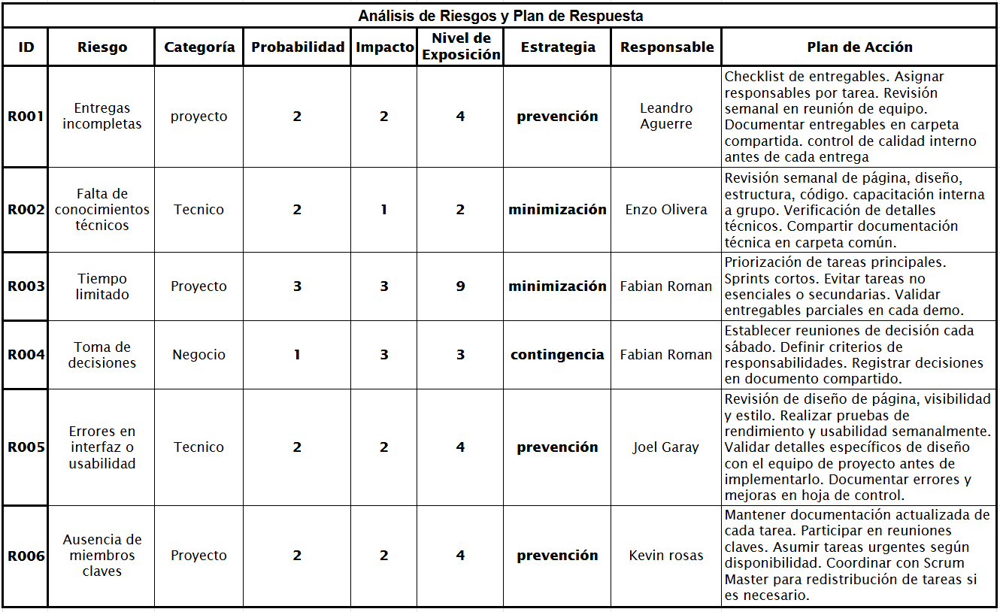 Análisis de Riesgos y Plan de Respuesta
ID
Riesgo
Categoría
Probabilidad
Impacto
Nivel de
Exposición
Estrategia
Responsable
Plan de Acción
R001
Entregas
incompletas
proyecto
2
2
4
prevención
Leandro
Aguerre
Checklist de entregables. Asignar
responsables por tarea. Revisión
semanal en reunión de equipo.
Documentar entregables en carpeta
compartida. control de calidad interno
antes de cada entrega
R002
Falta de
conocimientos
técnicos
Tecnico
2
1
2
minimización
Enzo Olivera
Revisión semanal de página, diseño,
estructura, código. capacitación interna
a grupo. Verificación de detalles
técnicos. Compartir documentación
técnica en carpeta común.
R003
Tiempo
limitado
Proyecto
3
3
9
minimización
Fabian Roman
Priorización de tareas principales.
Sprints cortos. Evitar tareas no
esenciales o secundarias. Validar
entregables parciales en cada demo.
R004
Toma de
decisiones
Negocio
1
3
3
contingencia
Fabian Roman
Establecer reuniones de decisión cada
sábado. Definir criterios de
responsabilidades. Registrar decisiones
en documento compartido.
R005
Errores en
interfaz o
usabilidad
Tecnico
2
2
4
prevención
Joel Garay
Revisión de diseño de página, visibilidad
y estilo. Realizar pruebas de
rendimiento y usabilidad semanalmente.
Validar detalles específicos de diseño
con el equipo de proyecto antes de
implementarlo. Documentar errores y
mejoras en hoja de control.
R006
Ausencia de
miembros
claves
Proyecto
2
2
4
prevención
Kevin rosas
Mantener documentación actualizada de
cada tarea. Participar en reuniones
claves. Asumir tareas urgentes según
disponibilidad. Coordinar con Scrum
Master para redistribución de tareas si
es necesario.